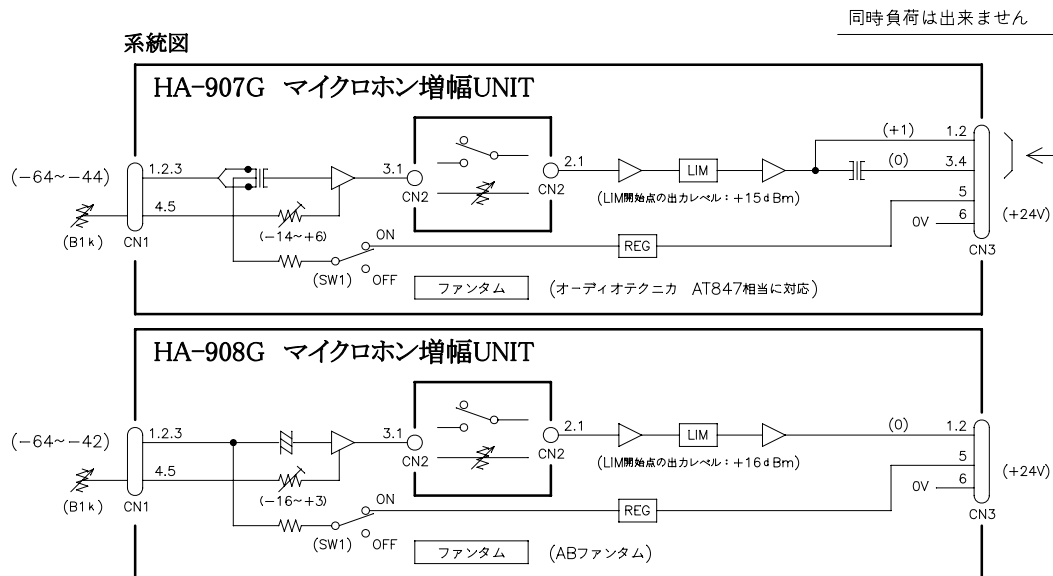 同時負荷は出来ません
系統図
HA-907G マイクロホン増幅UNIT
(+1)
1.2
(-64~-44)
1.2.3
3.1
2.1
LIM
(0)
3.4
CN2
CN2
(LIM開始点の出力レベル:+15dBm)
4.5
5
(B1k)
CN1
(-14~+6)
0V
6
(+24V)
ON
REG
CN3
(SW1)
OFF
ファンタム
(オーディオテクニカ AT847相当に対応)
HA-908G マイクロホン増幅UNIT
(-64~-42)
1.2.3
3.1
2.1
LIM
(0)
1.2
CN2
CN2
(LIM開始点の出力レベル:+16dBm)
4.5
5
(B1k)
CN1
(-16~+3)
0V
6
(+24V)
ON
REG
CN3
(SW1)
OFF
ファンタム
(ABファンタム)